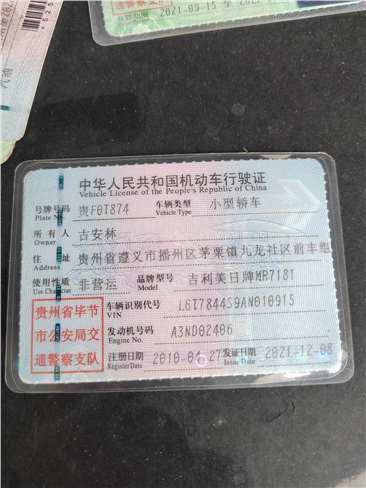 2021-09-15 至
中华人民共和国机动车行驶证
Vehicle License of the People's Republic of China
号牌号码 贵F0T874 车辆类型 小型轿车
Plate No. Vehicle Type
所有人 古安林
Owner
住址 贵州省遵义市播州区茅栗镇九龙社区前丰组
Address
使用性质 非营运 品牌型号 吉利美日牌MR7181
Use Character Model
贵州省毕节市公安局交通警察支队
车辆识别代号 L6T7844S9AN010915
VIN
发动机号码 A3ND02406
Engine No.
注册日期 2010-04-27 发证日期 2021-12-08
Register Date Issue Date